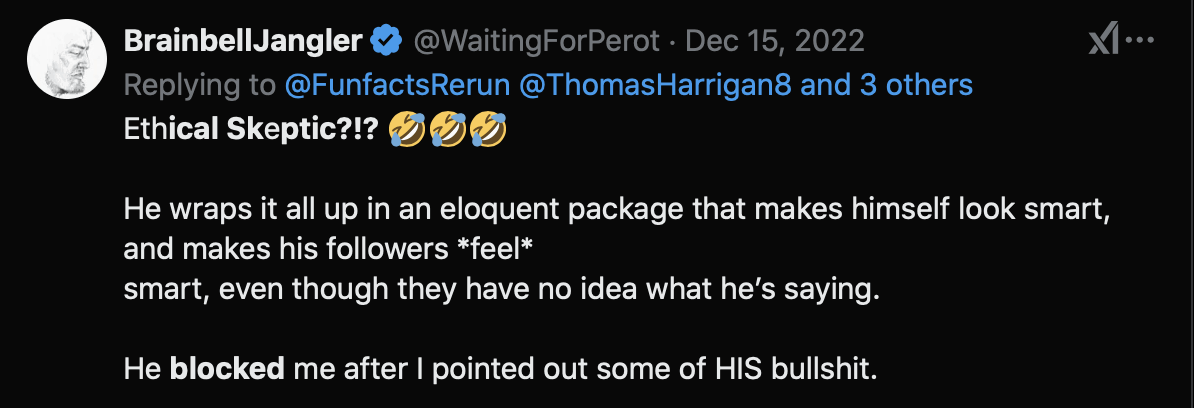 BrainbellJangler @WaitingForPerot · Dec 15, 2022
Replying to @FunfactsRerun @ThomasHarrigan8 and 3 others
Ethical Skeptic?!? 🤣🤣🤣
He wraps it all up in an eloquent package that makes himself look smart,
and makes his followers *feel*
smart, even though they have no idea what he’s saying.
He blocked me after I pointed out some of HIS bullshit.